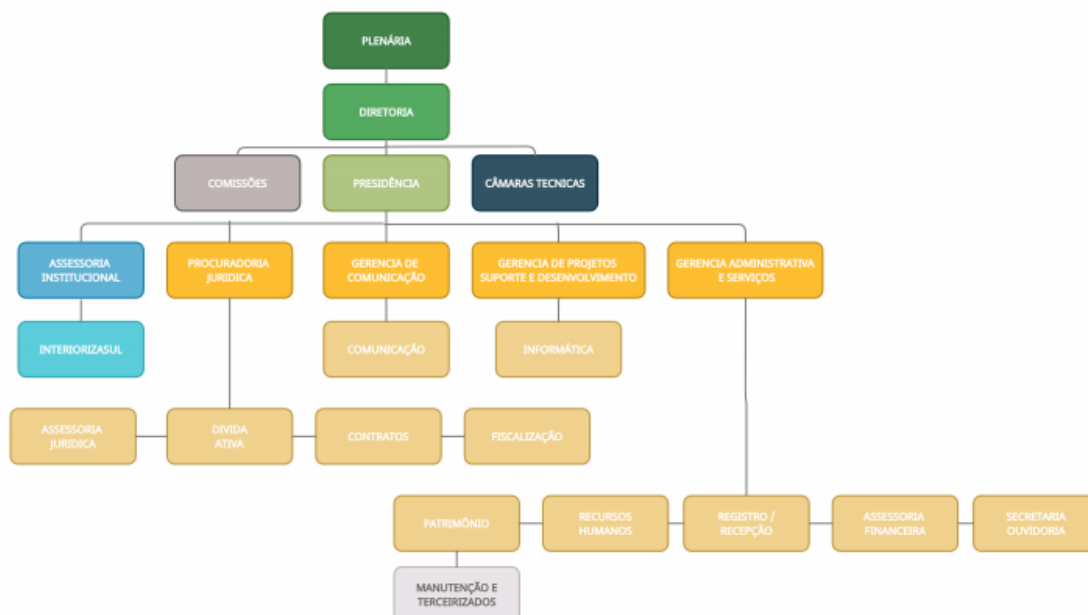 PLENÁRIA
DIRETORIA
COMISSÕES
PRESIDÊNCIA
CÂMARAS TECNICAS
ASSESSORIA
INSTITUCIONAL
PROCURADORIA
JURIDICA
GERENCIA DE
COMUNICAÇÃO
GERENCIA DE PROJETOS
SUPORTE E DESENVOLVIMENTO
GERENCIA ADMINISTRATIVA
E SERVIÇOS
INTERIORIZASUL
COMUNICAÇÃO
INFORMÁTICA
ASSESSORIA
JURIDICA
DIVIDA
ATIVA
CONTRATOS
FISCALIZAÇÃO
PATRIMÔNIO
RECURSOS
HUMANOS
REGISTRO /
RECEPÇÃO
ASSESSORIA
FINANCEIRA
SECRETARIA
OUVIDORIA
MANUTENÇÃO E
TERCEIRIZADOS